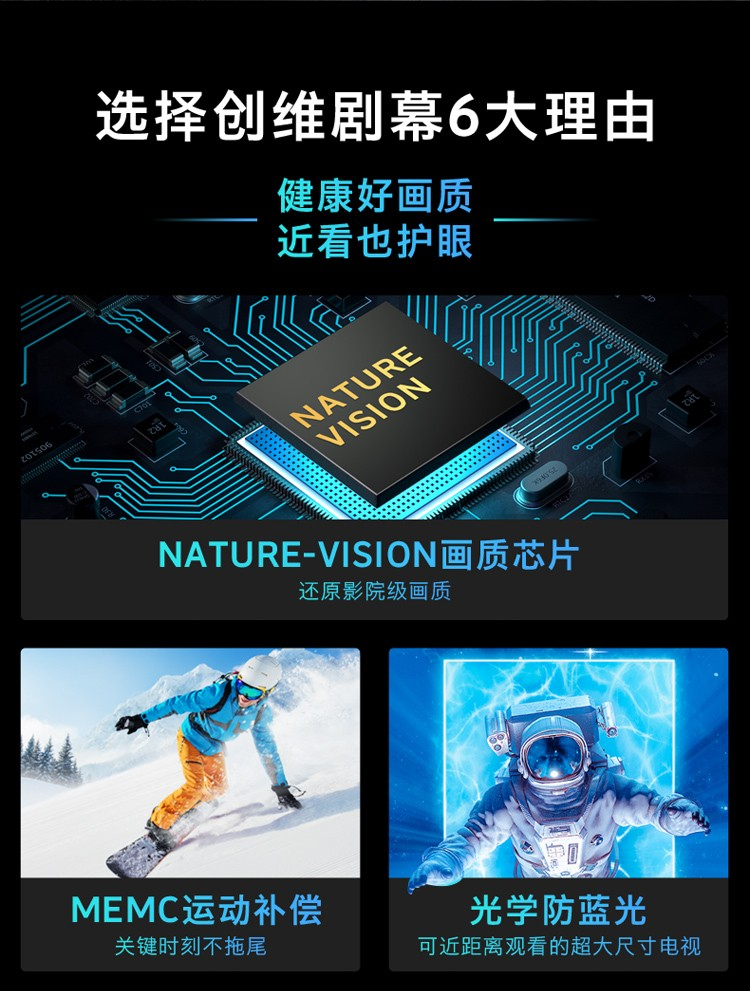 选择创维剧幕6大理由
健康好画质
近看也护眼
NATURE
VISION
NATURE-VISION画质芯片
还原影院级画质
MEMC运动补偿
关键时刻不拖尾
光学防蓝光
可近距离观看的超大尺寸电视